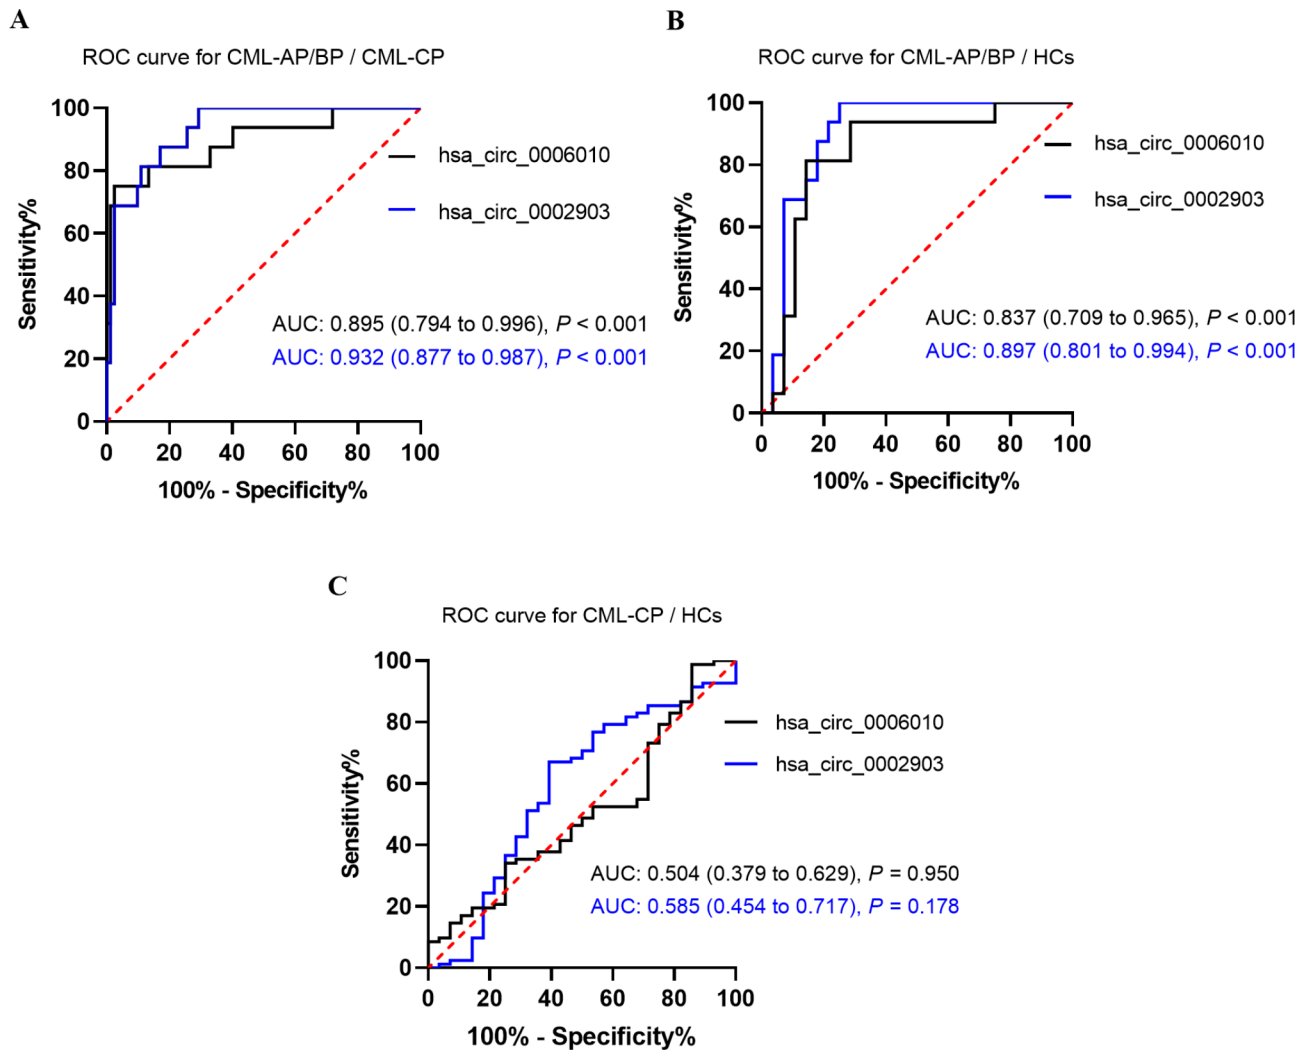 A
ROC curve for CML-AP/BP / CML-CP
100
80
60
40
20
0
Sensitivity%
0 20 40 60 80 100
100% - Specificity%
hsa_circ_0006010
hsa_circ_0002903
AUC: 0.895 (0.794 to 0.996), P < 0.001
AUC: 0.932 (0.877 to 0.987), P < 0.001
B
ROC curve for CML-AP/BP / HCs
100
80
60
40
20
0
Sensitivity%
0 20 40 60 80 100
100% - Specificity%
hsa_circ_0006010
hsa_circ_0002903
AUC: 0.837 (0.709 to 0.965), P < 0.001
AUC: 0.897 (0.801 to 0.994), P < 0.001
C
ROC curve for CML-CP / HCs
100
80
60
40
20
0
Sensitivity%
0 20 40 60 80 100
100% - Specificity%
hsa_circ_0006010
hsa_circ_0002903
AUC: 0.504 (0.379 to 0.629), P = 0.950
AUC: 0.585 (0.454 to 0.717), P = 0.178